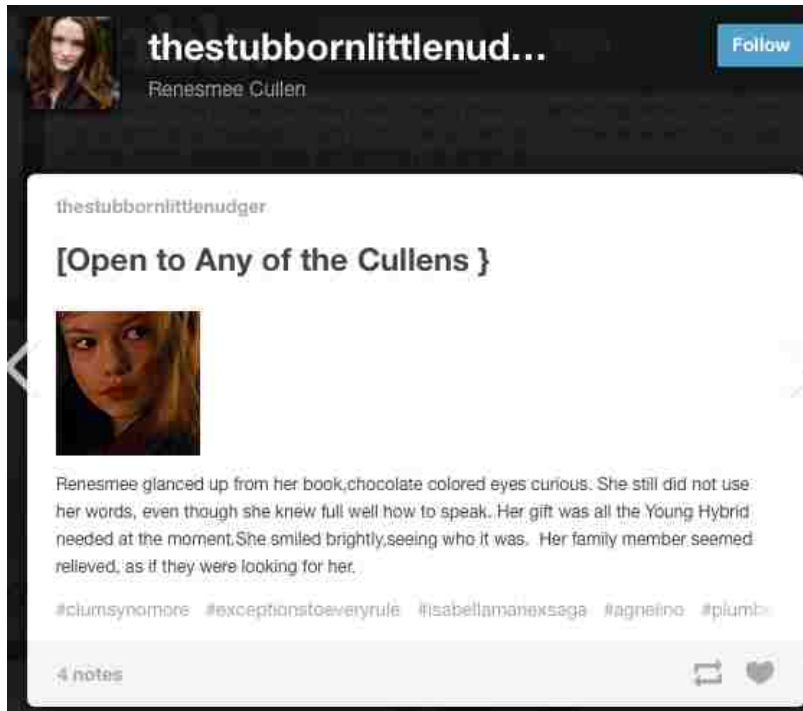 thestubbornlittlenud...
Follow
Renesmee Cullen
thestubbornlittlenudger
[Open to Any of the Cullens }
Renesmee glanced up from her book,chocolate colored eyes curious. She still did not use
her words, even though she knew full well how to speak. Her gift was all the Young Hybrid
needed at the moment.She smiled brightly,seeing who it was. Her family member seemed
relieved, as if they were looking for her.
#clumsynomore #exceptionstoeveryrule #agnelino
4 notes